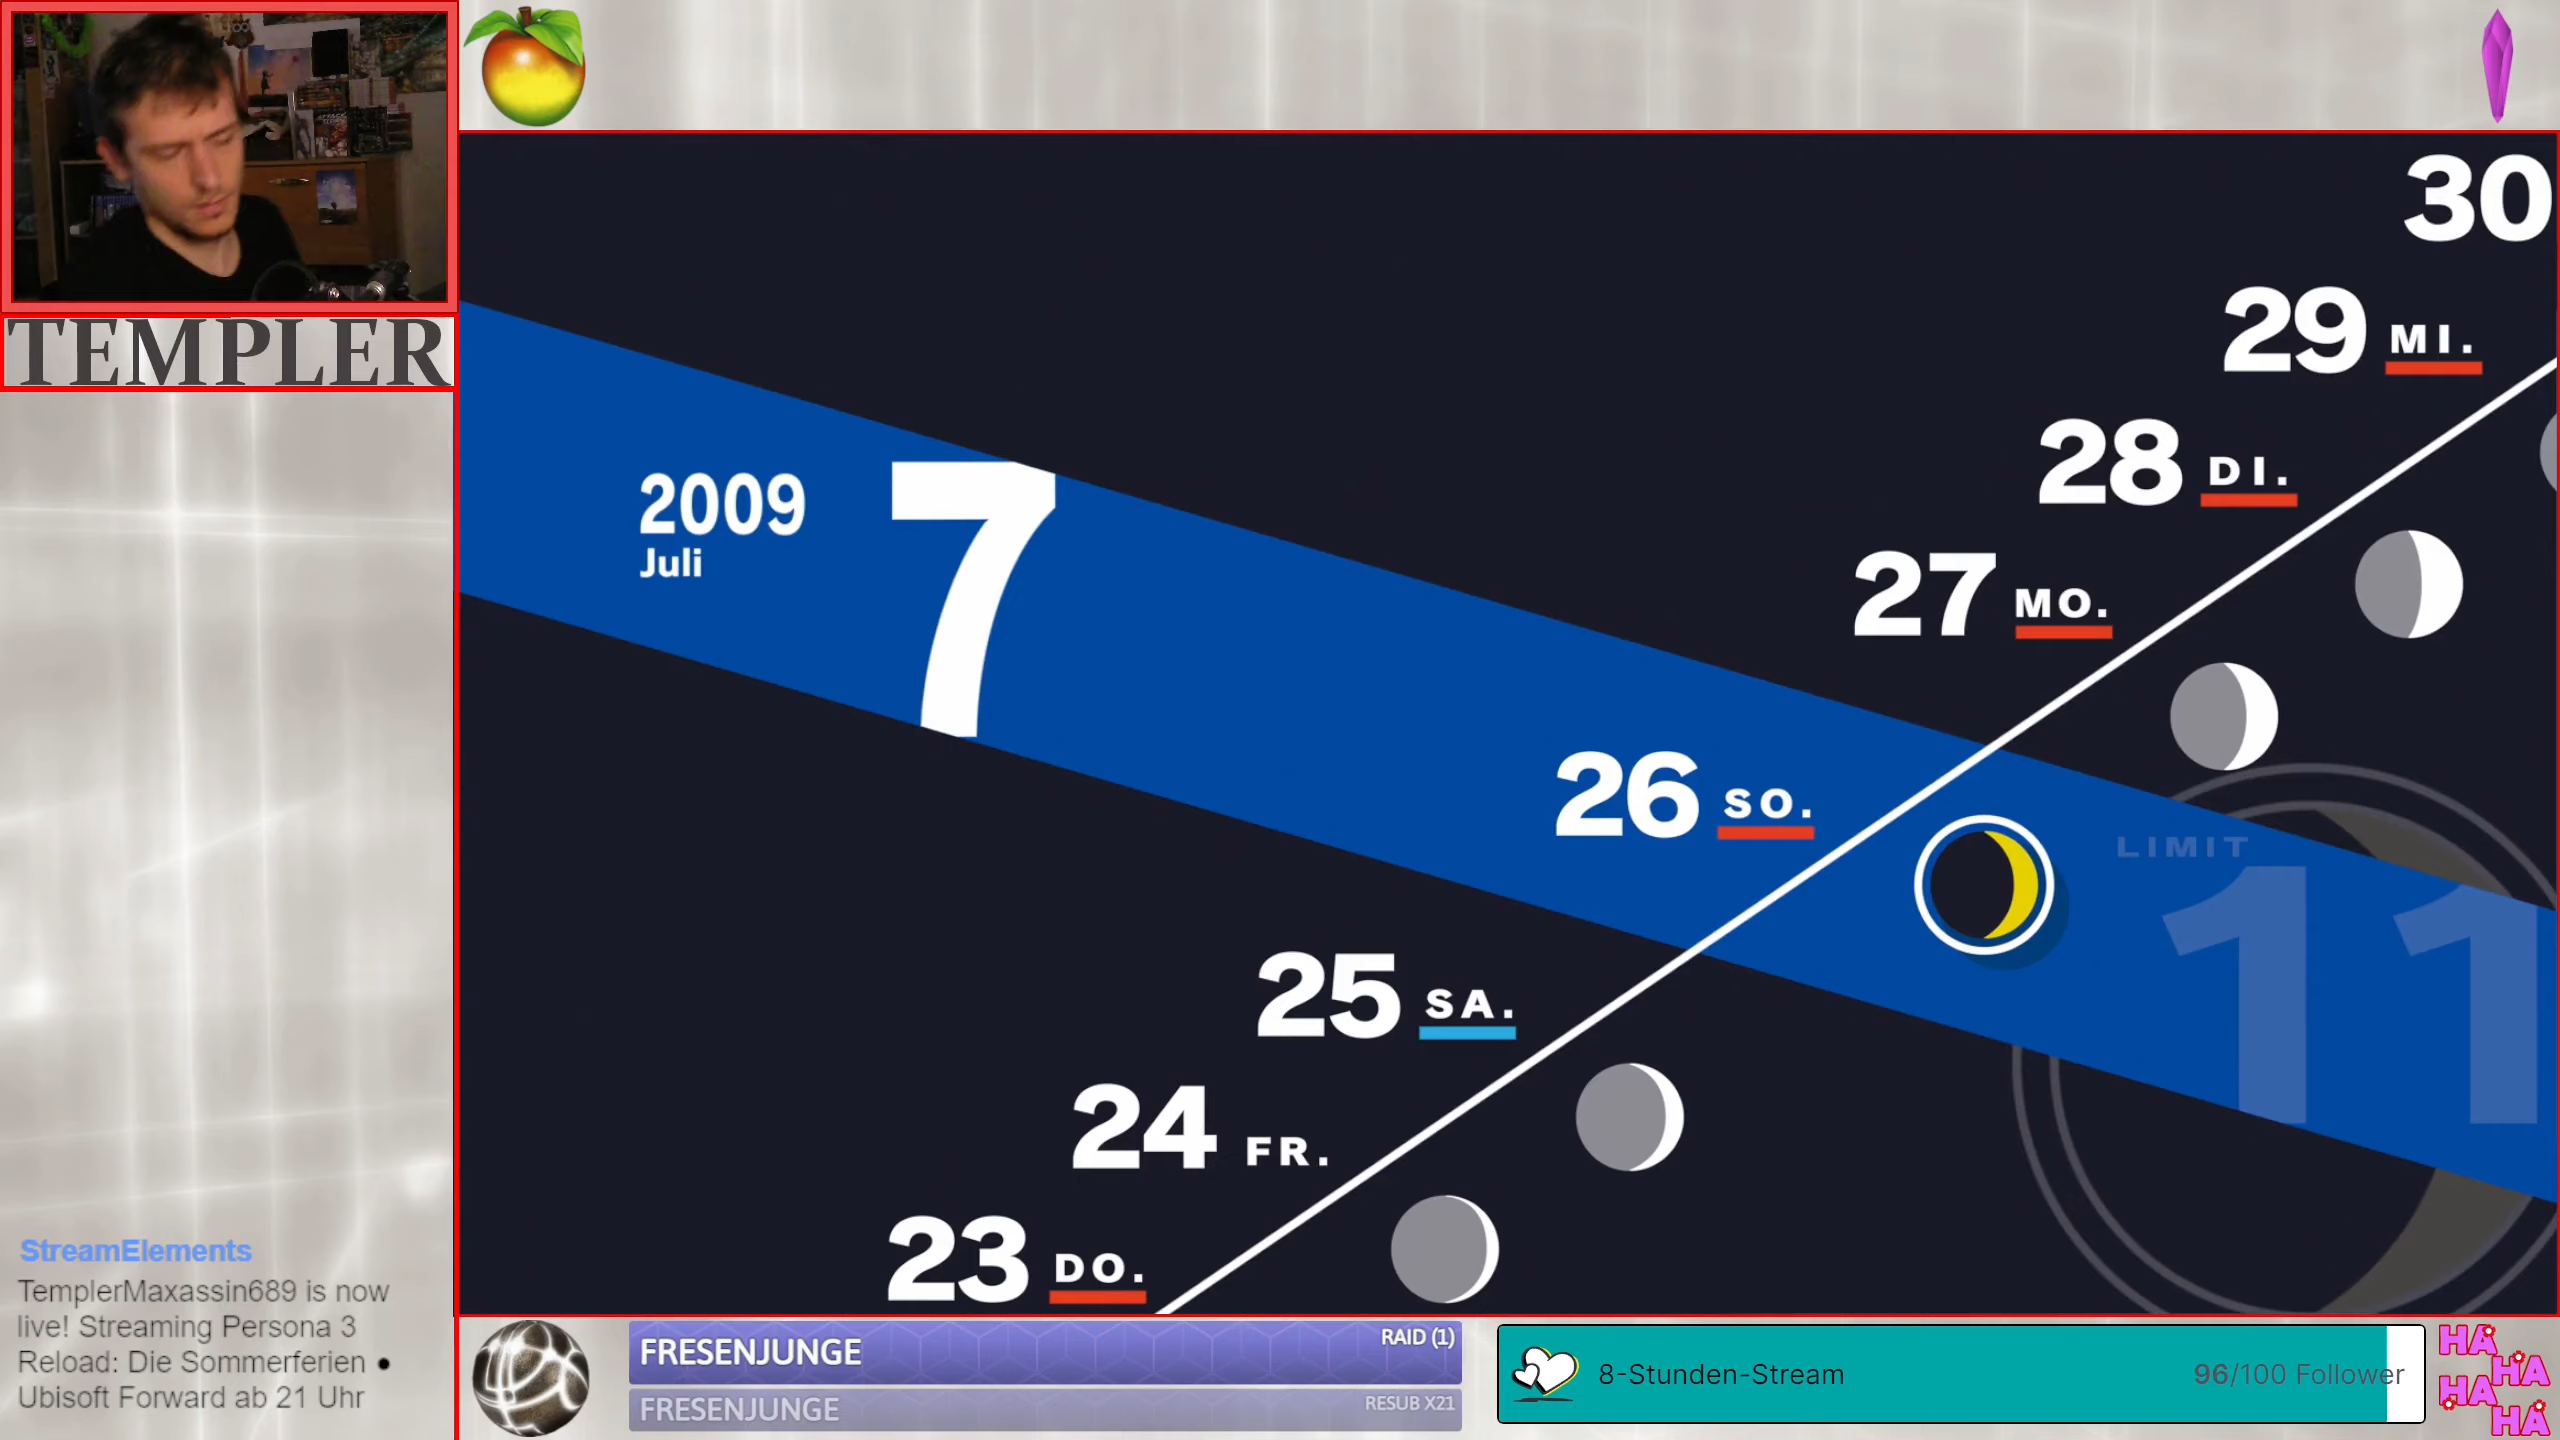 TEMPLER
30
29 MI.
28 DI.
27 MO.
2009
Juli
7
26 SO.
LIMIT
11
25 SA.
24 FR.
23 DO.
StreamElements
TemplerMaxassin689 is now
live! Streaming Persona 3
Reload: Die Sommerferien •
Ubisoft Forward ab 21 Uhr
FRESENJUNGE RAID (1)
FRESENJUNGE RESUB X21
8-Stunden-Stream 96/100 Follower
HA
HA
HA
HA